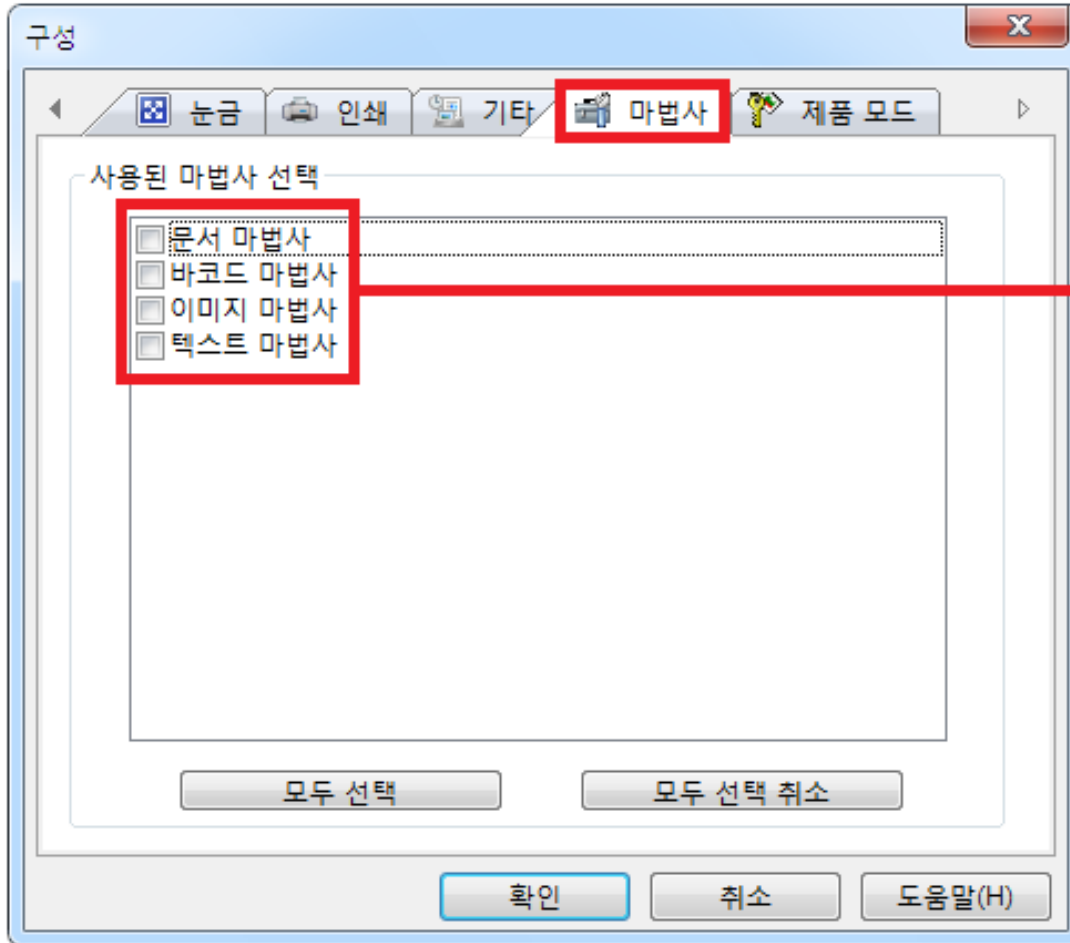 구성
눈금 인쇄 기타 마법사 제품 모드
사용된 마법사 선택
문서 마법사
바코드 마법사
이미지 마법사
텍스트 마법사
모두 선택 모두 선택 취소
확인 취소 도움말(H)